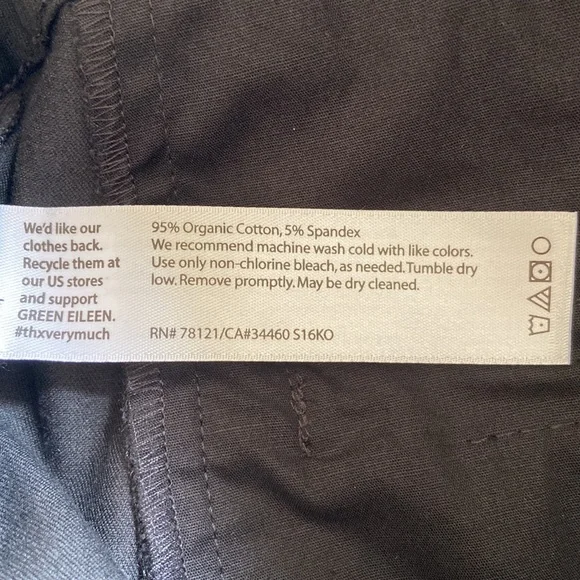 We'd like our
clothes back.
Recycle them at
our US stores
and support
GREEN EILEEN.
#thxverymuch
95% Organic Cotton, 5% Spandex
We recommend machine wash cold with like colors.
Use only non-chlorine bleach, as needed. Tumble dry
low. Remove promptly. May be dry cleaned.
RN# 78121/CA#34460 S16KO